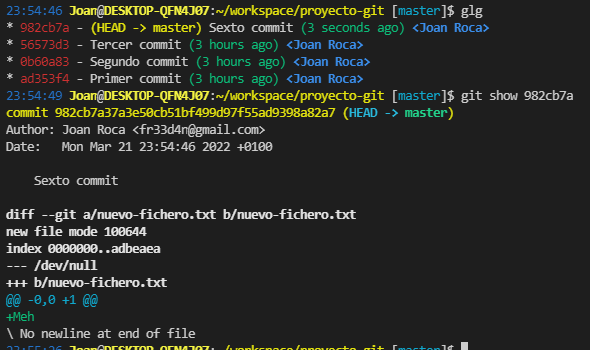 23:54:46 Joan@DESKTOP-QFN4J07:~/workspace/proyecto-git [master]$ glg
* 982cb7a - (HEAD -> master) Sexto commit (3 seconds ago) <Joan Roca>
* 56573d3 - Tercer commit (3 hours ago) <Joan Roca>
* 0b60a83 - Segundo commit (3 hours ago) <Joan Roca>
* ad353f4 - Primer commit (3 hours ago) <Joan Roca>
23:54:49 Joan@DESKTOP-QFN4J07:~/workspace/proyecto-git [master]$ git show 982cb7a
commit 982cb7a37a3e50cb51bf499d97f55ad9398a82a7 (HEAD -> master)
Author: Joan Roca <fr33d4n@gmail.com>
Date:   Mon Mar 21 23:54:46 2022 +0100
    Sexto commit
diff --git a/nuevo-fichero.txt b/nuevo-fichero.txt
new file mode 100644
index 0000000..adbeaea
--- /dev/null
+++ b/nuevo-fichero.txt
@@ -0,0 +1 @@
+Meh
\ No newline at end of file
23:55:36 Joan@DESKTOP-QFN4J07:~/workspace/proyecto-git [master]$